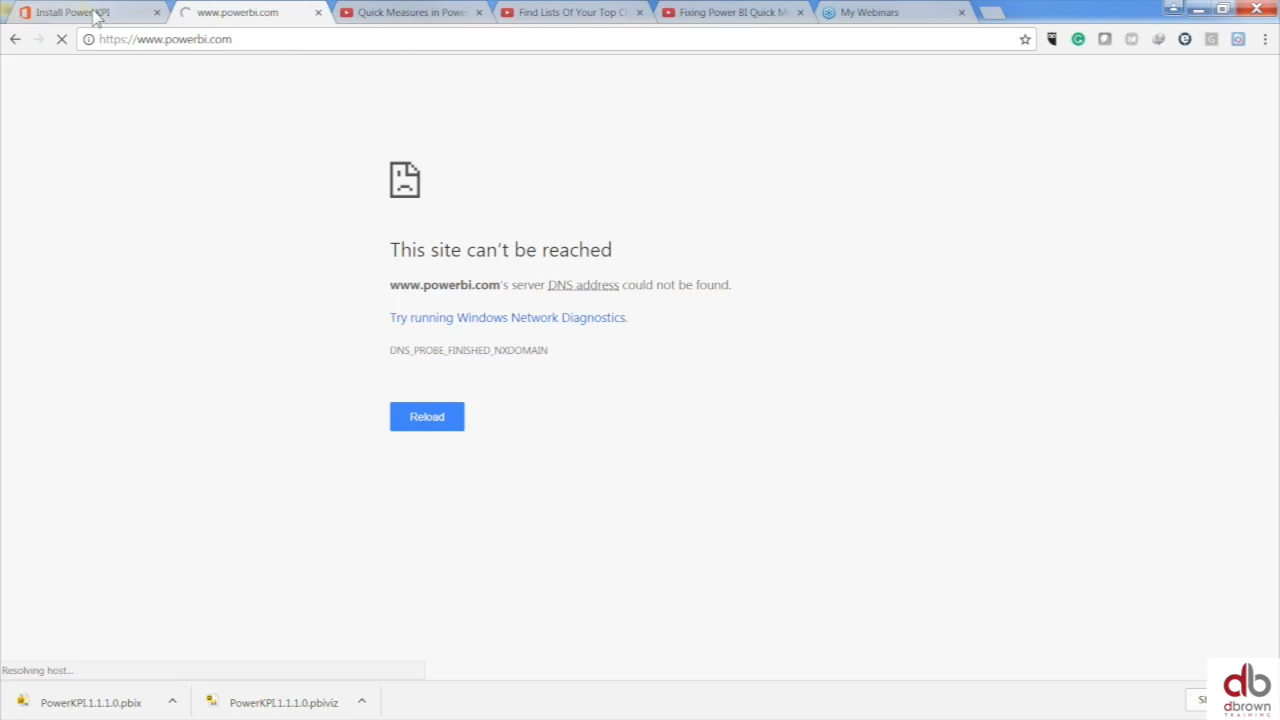 Install PowerKPI
www.powerbi.com
Quick Measures in Powe
Find Lists Of Your Top C
Fixing Power BI Quick M
My Webinars
https://www.powerbi.com
This site can't be reached
www.powerbi.com's server DNS address could not be found.
Try running Windows Network Diagnostics.
DNS_PROBE_FINISHED_NXDOMAIN
Reload
Resolving host...
PowerKPI.1.1.1.0.pbix
PowerKPI.1.1.1.0.pbiviz
db
dbrown
TRAINING